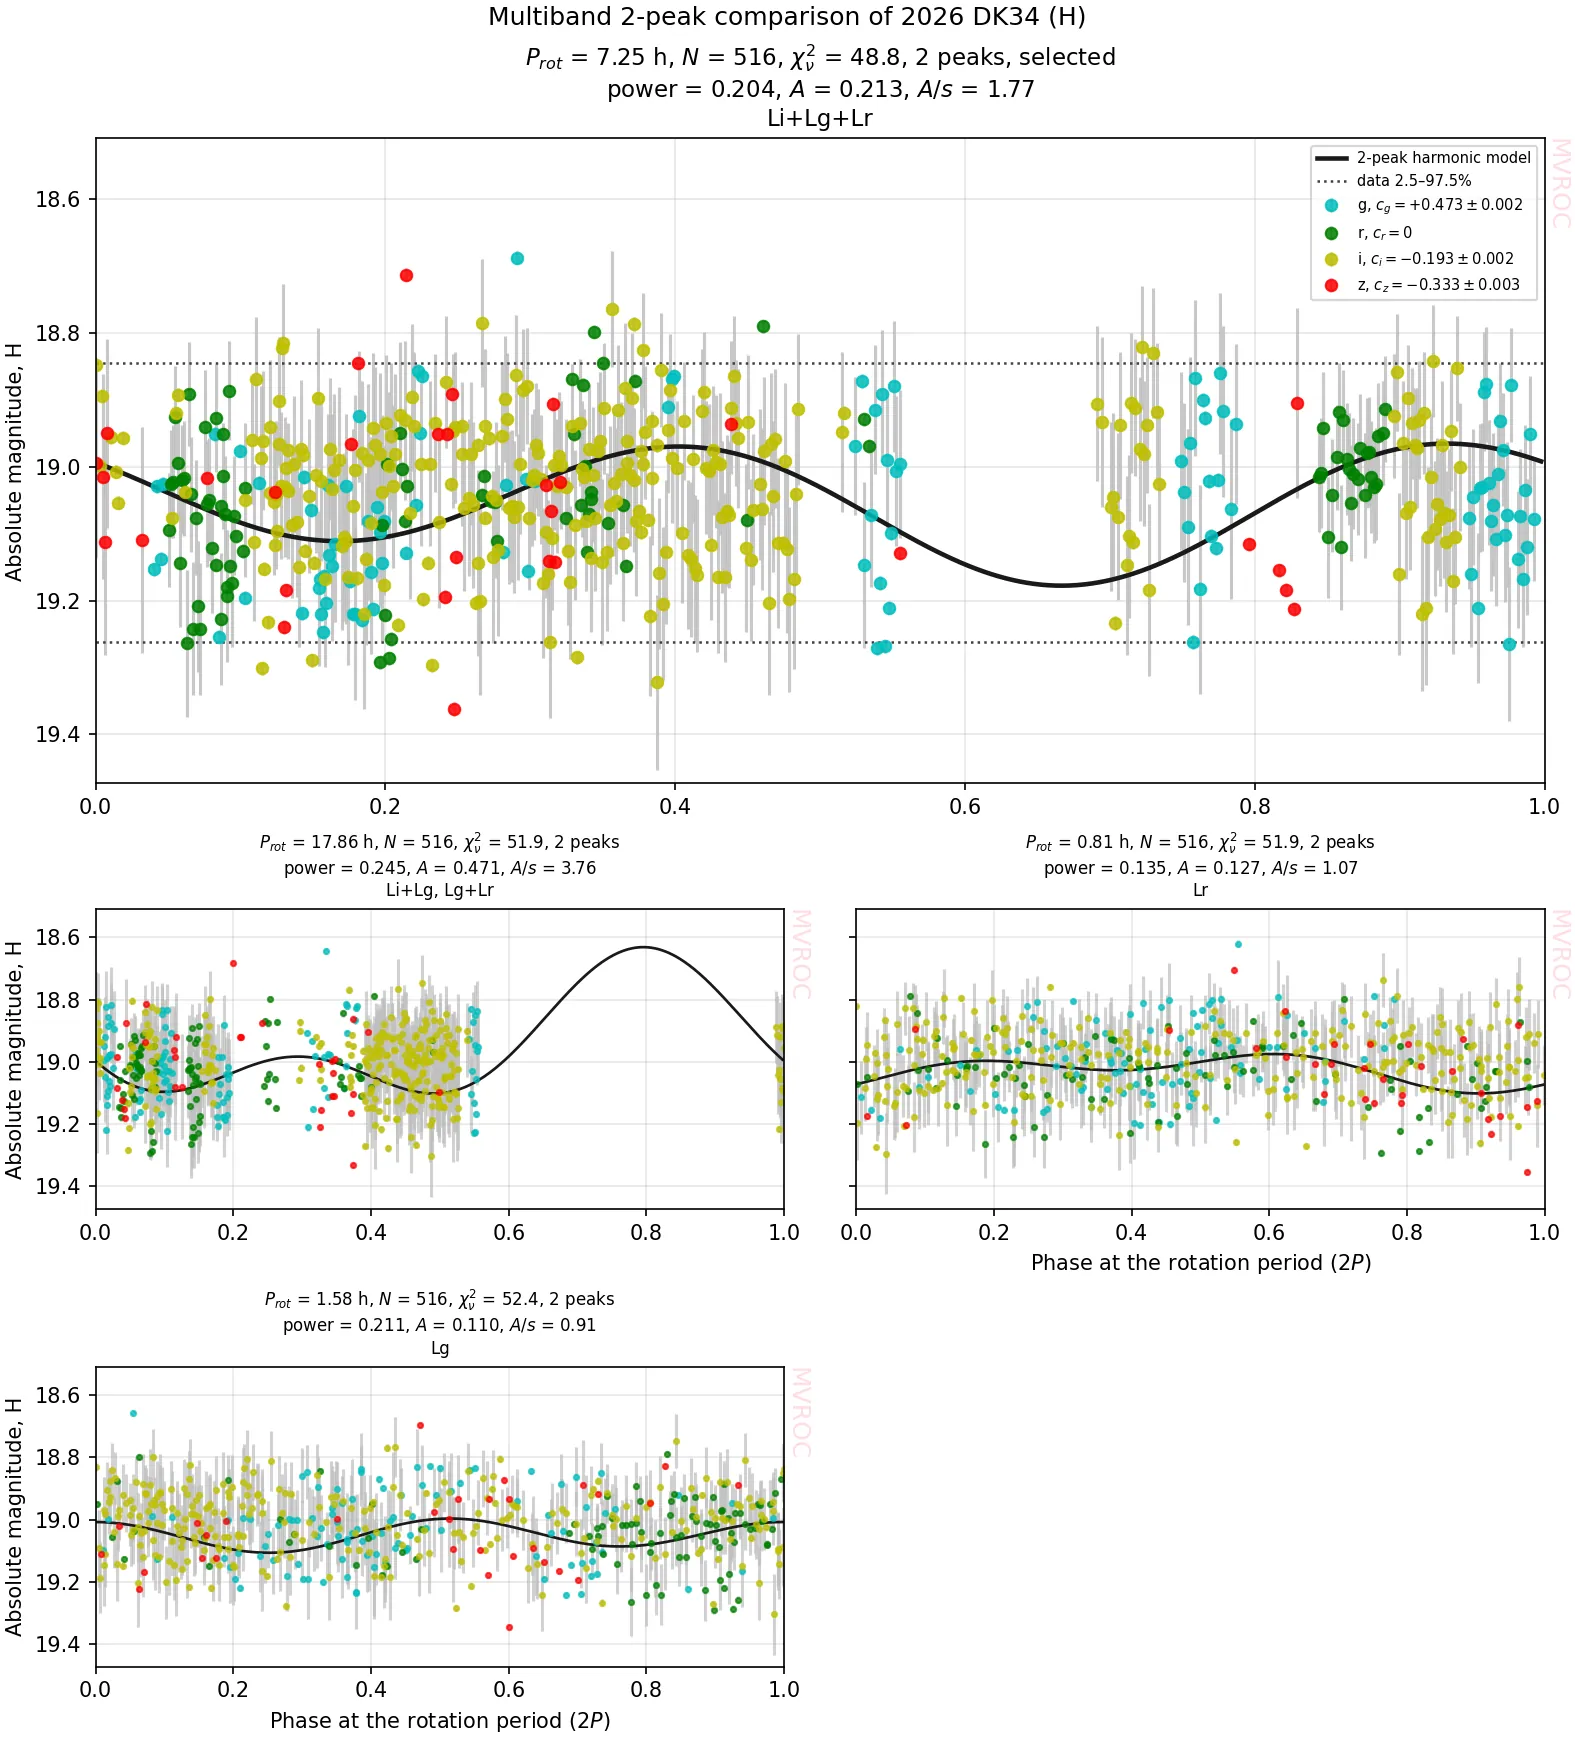 Multiband 2-peak comparison of 2026 DK34 (H)
P_rot = 7.25 h, N = 516, χ²_ν = 48.8, 2 peaks, selected
power = 0.204, A = 0.213, A/s = 1.77
Li+Lg+Lr
MVROC
2-peak harmonic model
data 2.5–97.5%
g, c_g = +0.473 ± 0.002
r, c_r = 0
i, c_i = −0.193 ± 0.002
z, c_z = −0.333 ± 0.003
Absolute magnitude, H
18.6
18.8
19.0
19.2
19.4
0.0 0.2 0.4 0.6 0.8 1.0
P_rot = 17.86 h, N = 516, χ²_ν = 51.9, 2 peaks
power = 0.245, A = 0.471, A/s = 3.76
Li+Lg, Lg+Lr
MVROC
Absolute magnitude, H
18.6
18.8
19.0
19.2
19.4
0.0 0.2 0.4 0.6 0.8 1.0
P_rot = 0.81 h, N = 516, χ²_ν = 51.9, 2 peaks
power = 0.135, A = 0.127, A/s = 1.07
Lr
MVROC
0.0 0.2 0.4 0.6 0.8 1.0
Phase at the rotation period (2P)
P_rot = 1.58 h, N = 516, χ²_ν = 52.4, 2 peaks
power = 0.211, A = 0.110, A/s = 0.91
Lg
MVROC
Absolute magnitude, H
18.6
18.8
19.0
19.2
19.4
0.0 0.2 0.4 0.6 0.8 1.0
Phase at the rotation period (2P)